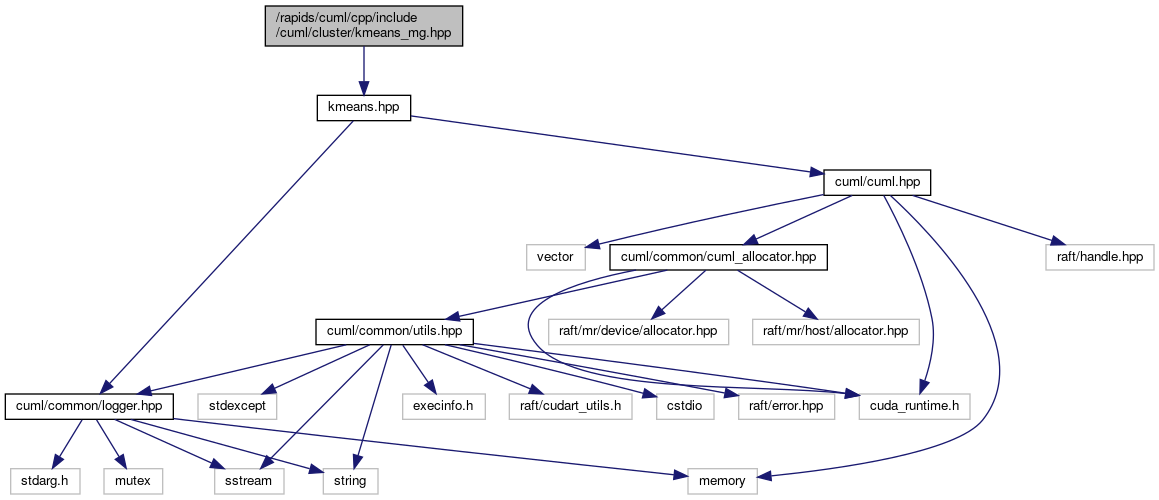 /rapids/cuml/cpp/include
/cuml/cluster/kmeans_mg.hpp
kmeans.hpp
cuml/cuml.hpp
vector
cuml/common/cuml_allocator.hpp
raft/handle.hpp
cuml/common/utils.hpp
raft/mr/device/allocator.hpp
raft/mr/host/allocator.hpp
cuml/common/logger.hpp
stdexcept
execinfo.h
raft/cudart_utils.h
cstdio
raft/error.hpp
cuda_runtime.h
stdarg.h
mutex
sstream
string
memory